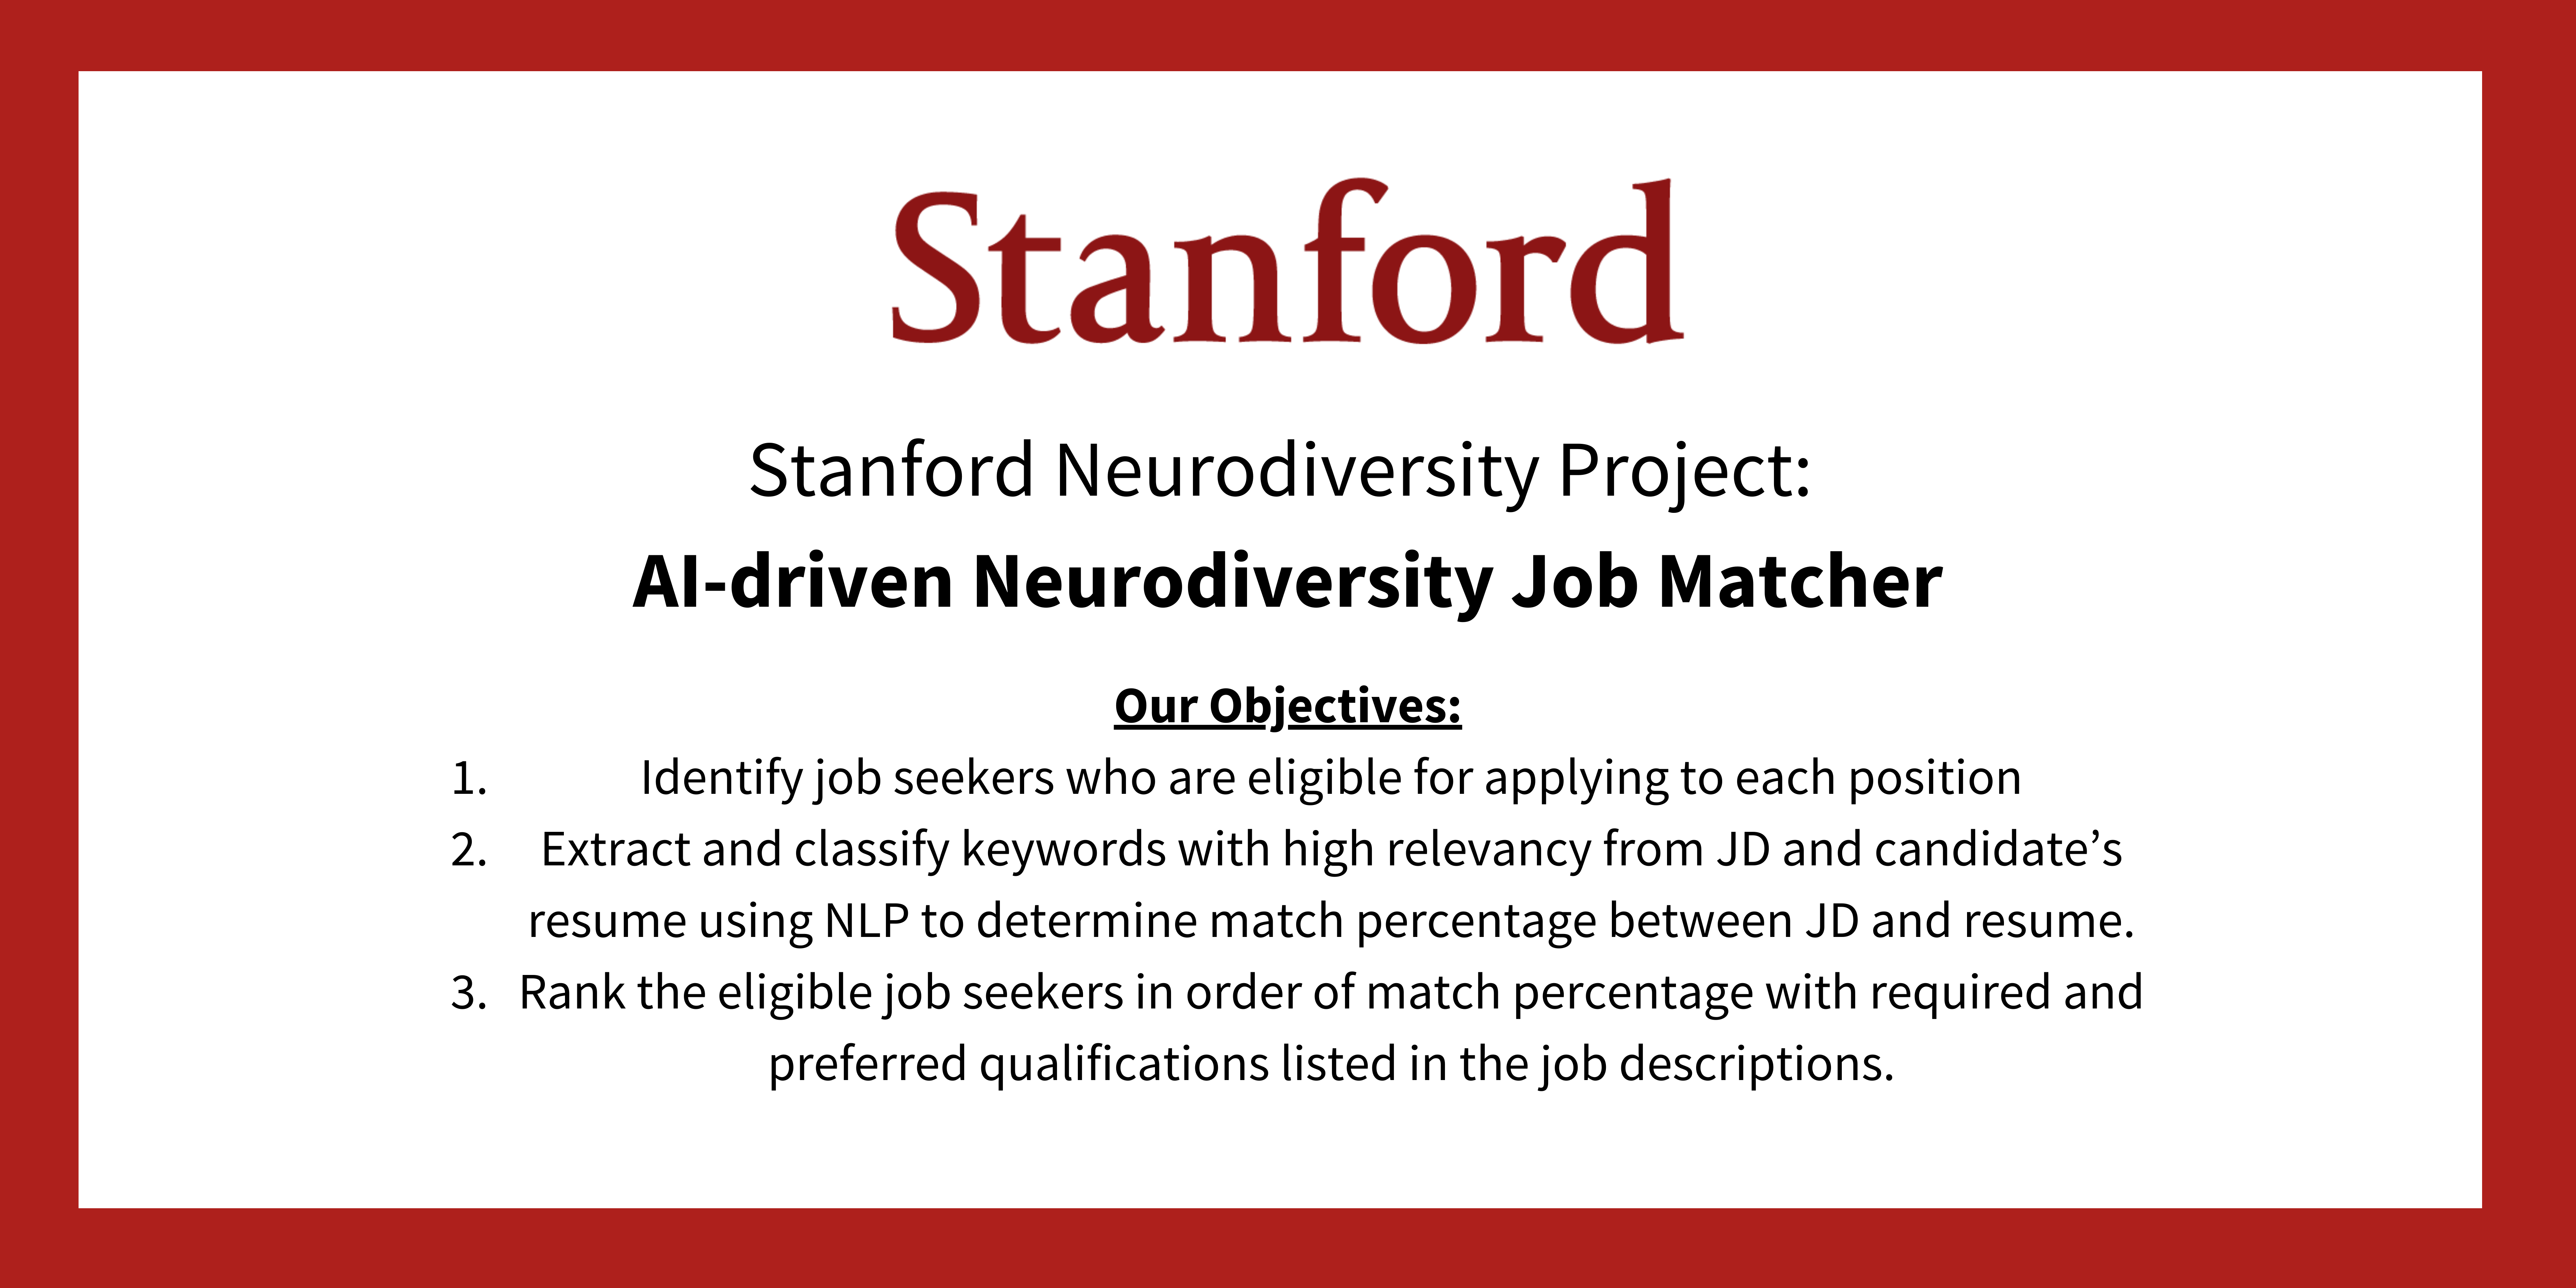 Stanford
Stanford Neurodiversity Project:
AI-driven Neurodiversity Job Matcher
Our Objectives:
1. Identify job seekers who are eligible for applying to each position
2. Extract and classify keywords with high relevancy from JD and candidate’s
resume using NLP to determine match percentage between JD and resume.
3. Rank the eligible job seekers in order of match percentage with required and
preferred qualifications listed in the job descriptions.